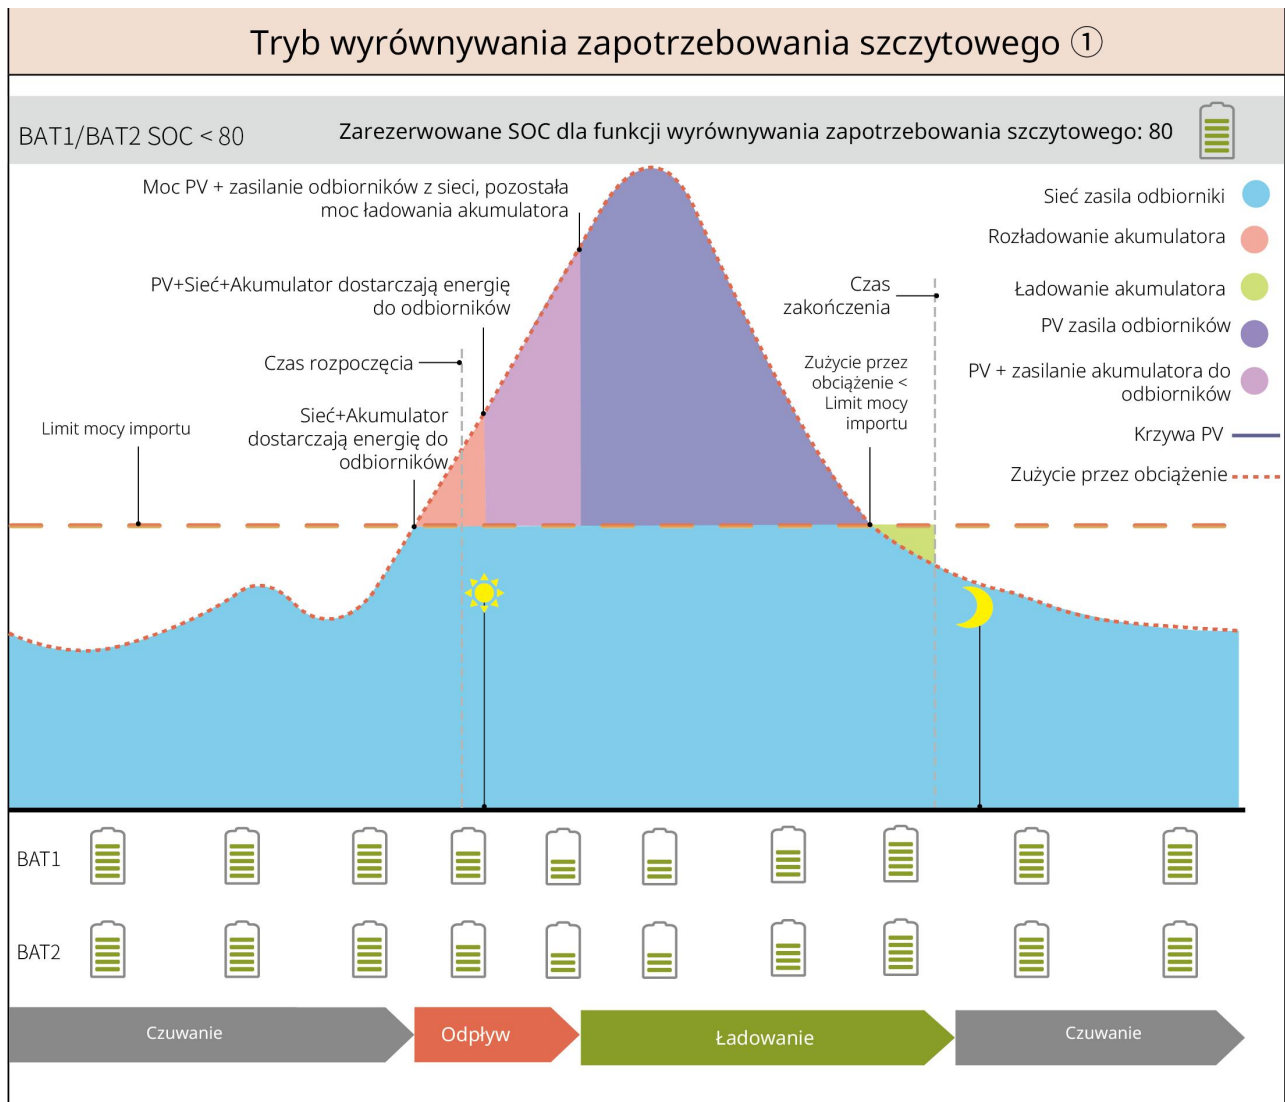 Tryb wyrównywania zapotrzebowania szczytowego ①
BAT1/BAT2 SOC < 80
Zarezerwowane SOC dla funkcji wyrównywania zapotrzebowania szczytowego: 80
Moc PV + zasilanie odbiorników z sieci, pozostała
moc ładowania akumulatora
PV+Sieć+Akumulator dostarczają energię
do odbiorników
Czas rozpoczęcia
Sieć+Akumulator
dostarczają energię do
odbiorników
Limit mocy importu
Czas
zakończenia
Zużycie przez
obciążenie <
Limit mocy
importu
Sieć zasila odbiorniki
Rozładowanie akumulatora
Ładowanie akumulatora
PV zasila odbiorników
PV + zasilanie akumulatora do
odbiorników
Krzywa PV
Zużycie przez obciążenie
BAT1
BAT2
Czuwanie
Odpływ
Ładowanie
Czuwanie